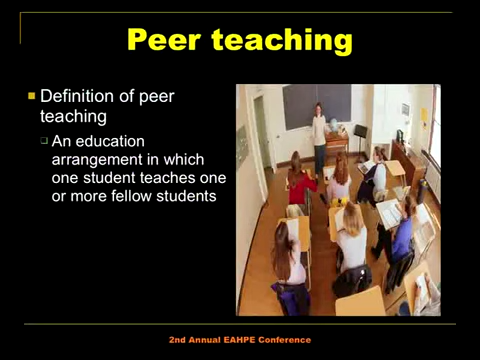 Peer teaching
Definition of peer
teaching
An education
arrangement in which
one student teaches one
or more fellow students
2nd Annual EAHPE Conference